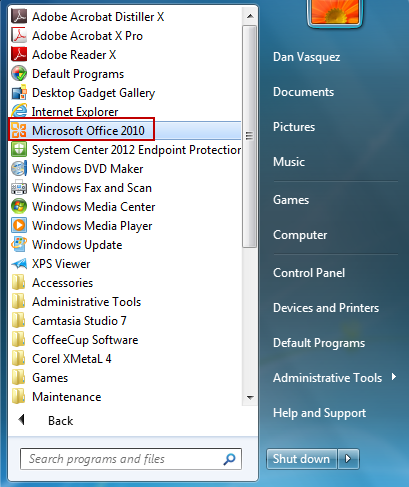 Adobe Acrobat Distiller X
Adobe Acrobat X Pro
Adobe Reader X
Default Programs
Desktop Gadget Gallery
Internet Explorer
Microsoft Office 2010
System Center 2012 Endpoint Protection
Windows DVD Maker
Windows Fax and Scan
Windows Media Center
Windows Media Player
Windows Update
XPS Viewer
Accessories
Administrative Tools
Camtasia Studio 7
CoffeeCup Software
Corel XMetaL 4
Games
Maintenance
Back
Search programs and files
Dan Vasquez
Documents
Pictures
Music
Games
Computer
Control Panel
Devices and Printers
Default Programs
Administrative Tools
Help and Support
Shut down